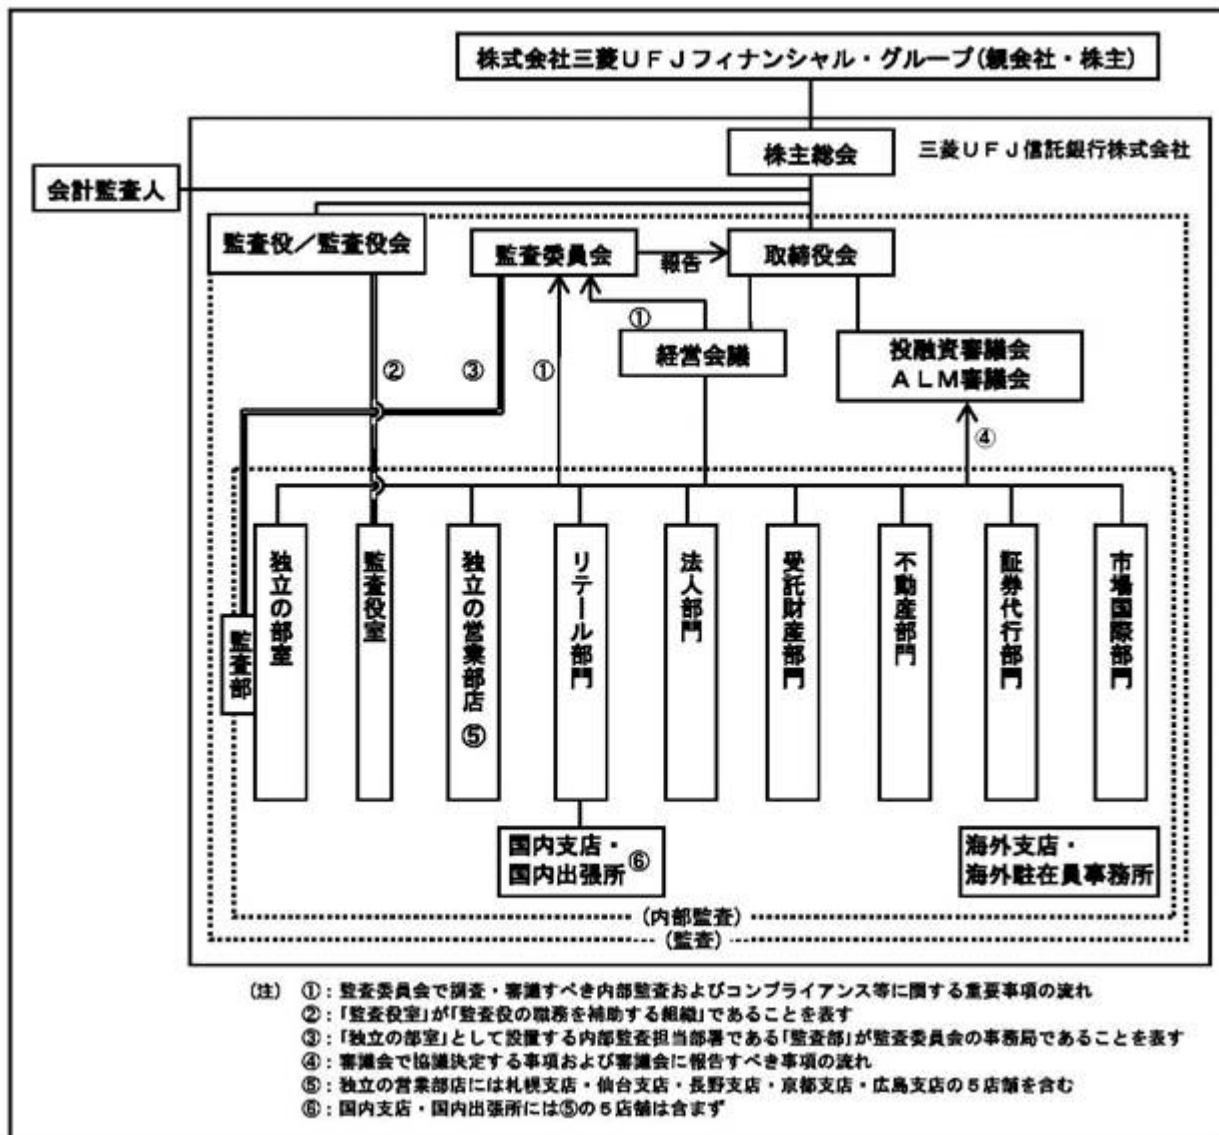 株式会社三菱UFJフィナンシャル・グループ(親会社・株主)
株主総会
三菱UFJ信託銀行株式会社
会計監査人
監査役／監査役会
監査委員会
報告
取締役会
①
経営会議
投融資審議会
ALM審議会
②
③
①
④
独立の部室
監査役室
独立の営業部店⑤
リテール部門
法人部門
受託財産部門
不動産部門
証券代行部門
市場国際部門
監査部
国内支店・
国内出張所⑥
海外支店・
海外駐在員事務所
(内部監査)
(監査)
(注) ①：監査委員会で調査・審議すべき内部監査およびコンプライアンス等に関する重要事項の流れ
②：「監査役室」が「監査役の職務を補助する組織」であることを表す
③：「独立の部室」として設置する内部監査担当部署である「監査部」が監査委員会の事務局であることを表す
④：審議会で協議決定する事項および審議会に報告すべき事項の流れ
⑤：独立の営業部店には札幌支店・仙台支店・長野支店・京都支店・広島支店の5店舗を含む
⑥：国内支店・国内出張所には⑤の5店舗は含まず